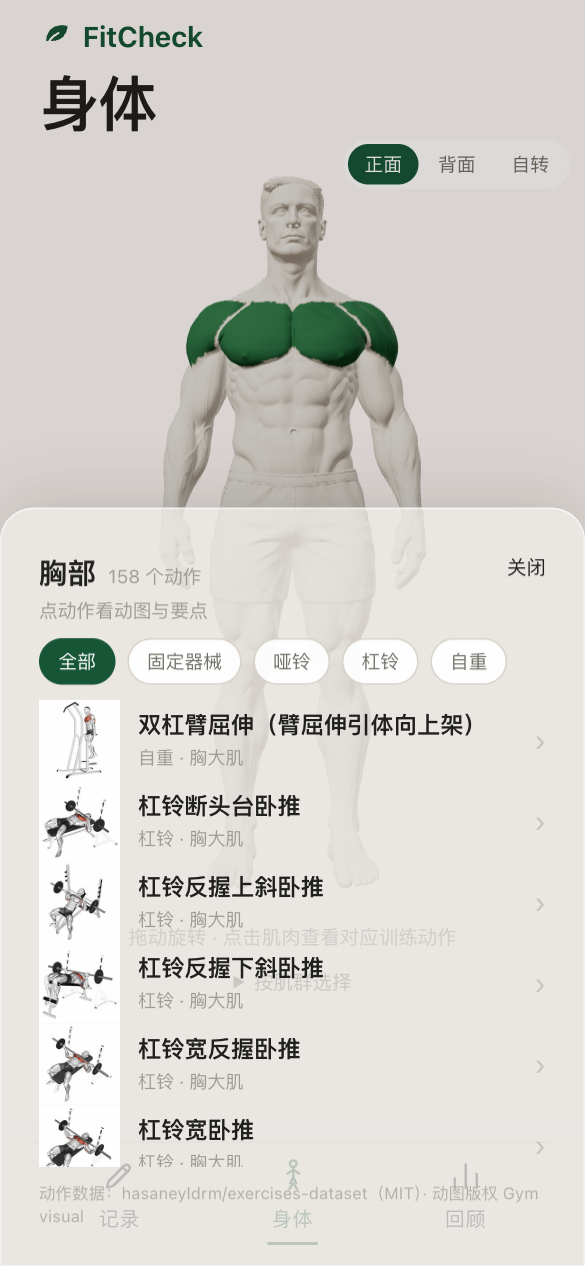 FitCheck
身体
正面
背面
自转
胸部 158 个动作
关闭
点动作看动图与要点
全部
固定器械
哑铃
杠铃
自重
双杠臂屈伸（臂屈伸引体向上架）
自重 · 胸大肌
杠铃断头台卧推
杠铃 · 胸大肌
杠铃反握上斜卧推
杠铃 · 胸大肌
拖动旋转 · 点击肌肉查看对应训练动作
杠铃反握下斜卧推
按肌群选择
杠铃 · 胸大肌
杠铃宽反握卧推
杠铃 · 胸大肌
杠铃宽卧推
杠铃 · 胸大肌
动作数据：hasaneyldrm/exercises-dataset（MIT）· 动图版权 Gym
visual
记录
身体
回顾